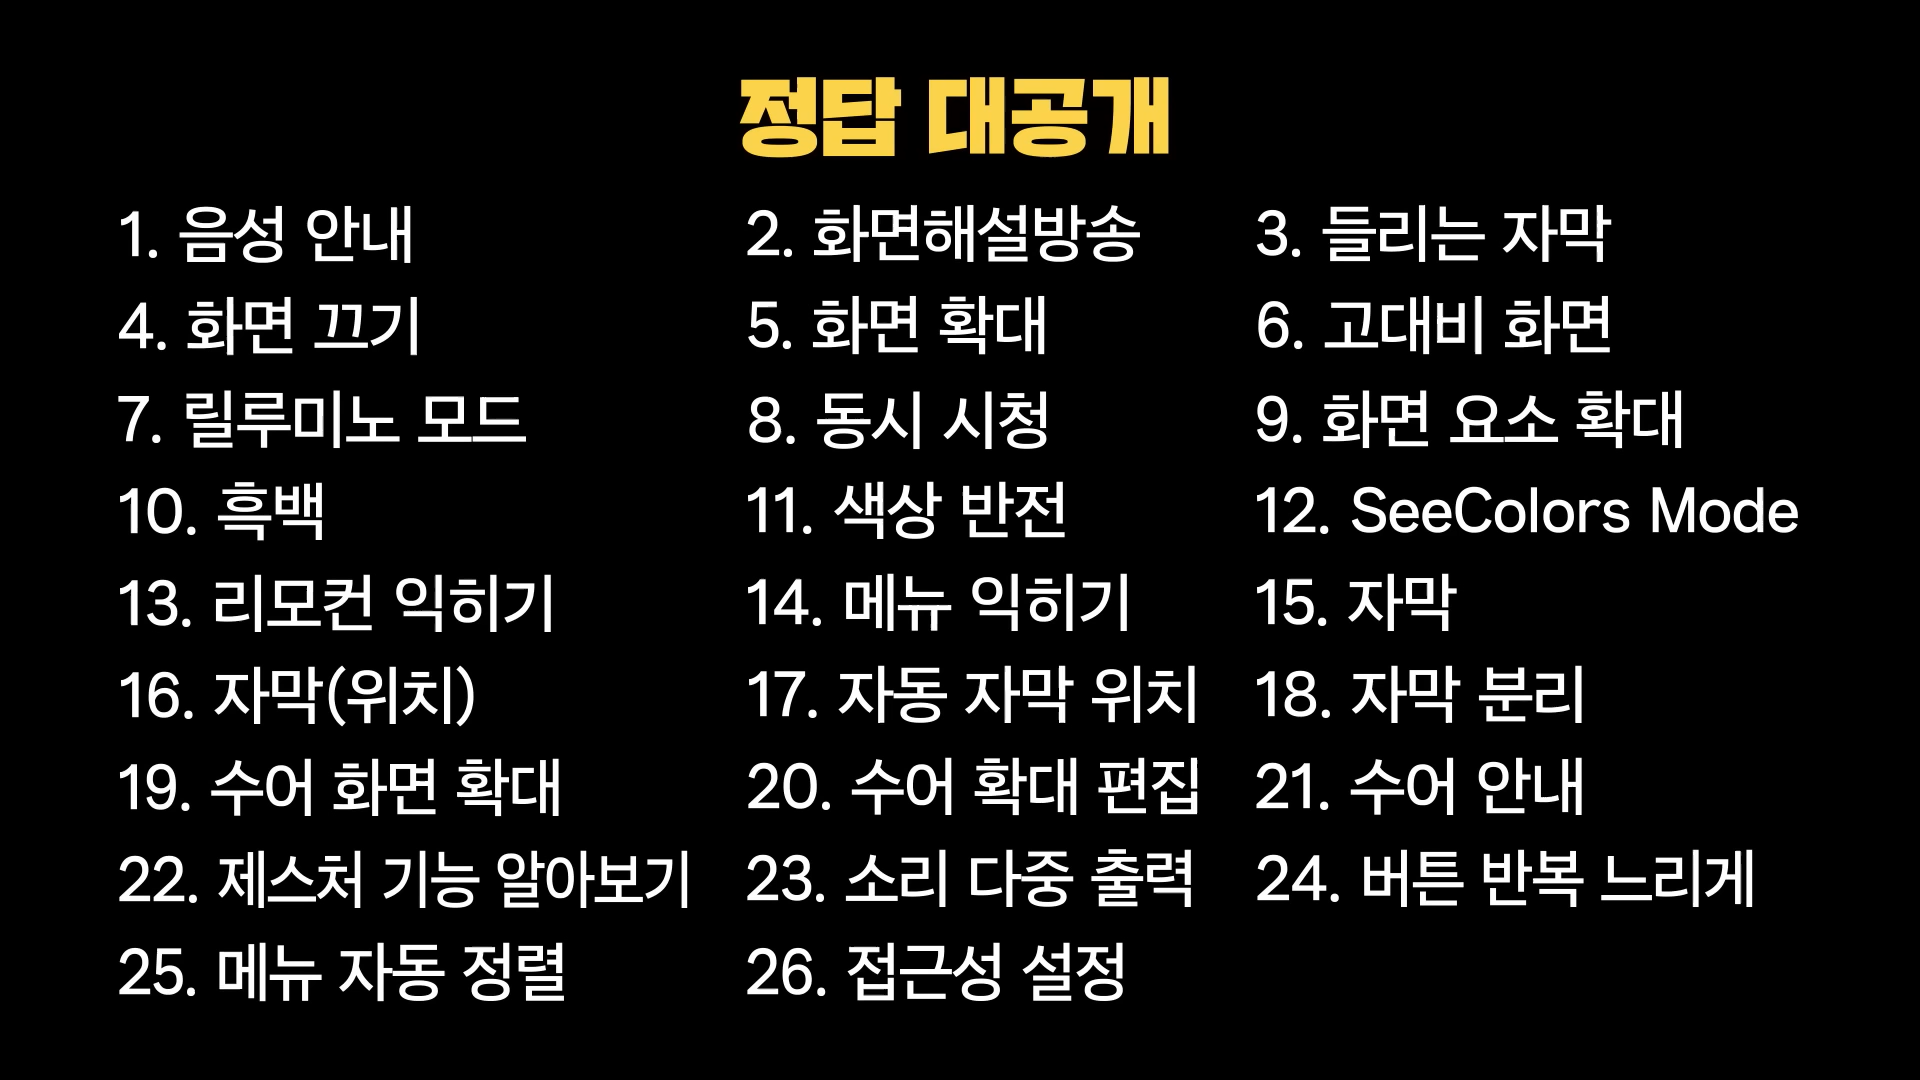 정답 대공개
1. 음성 안내
2. 화면해설방송
3. 들리는 자막
4. 화면 끄기
5. 화면 확대
6. 고대비 화면
7. 릴루미노 모드
8. 동시 시청
9. 화면 요소 확대
10. 흑백
11. 색상 반전
12. SeeColors Mode
13. 리모컨 익히기
14. 메뉴 익히기
15. 자막
16. 자막(위치)
17. 자동 자막 위치
18. 자막 분리
19. 수어 화면 확대
20. 수어 확대 편집
21. 수어 안내
22. 제스처 기능 알아보기
23. 소리 다중 출력
24. 버튼 반복 느리게
25. 메뉴 자동 정렬
26. 접근성 설정